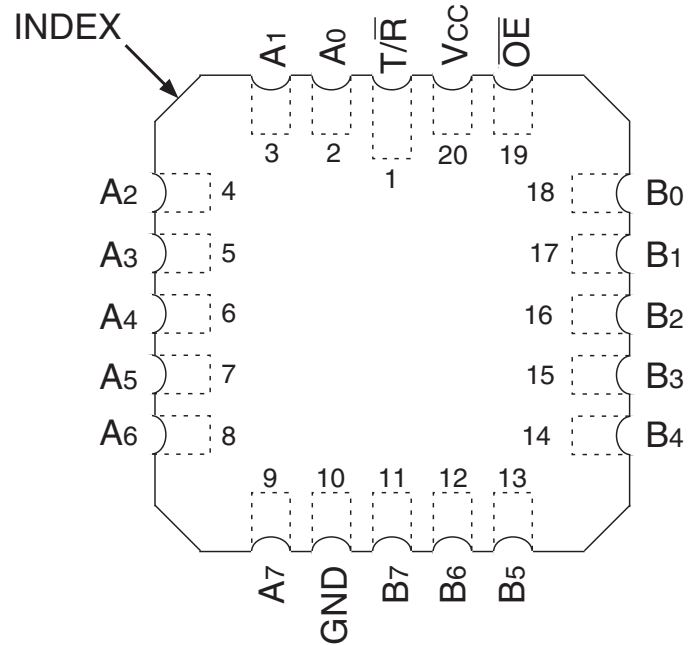 INDEX
A1 A0 T/R̅ VCC O̅E̅
3 2 1 20 19
A2 4 18 B0
A3 5 17 B1
A4 6 16 B2
A5 7 15 B3
A6 8 14 B4
9 10 11 12 13
A7 GND B7 B6 B5